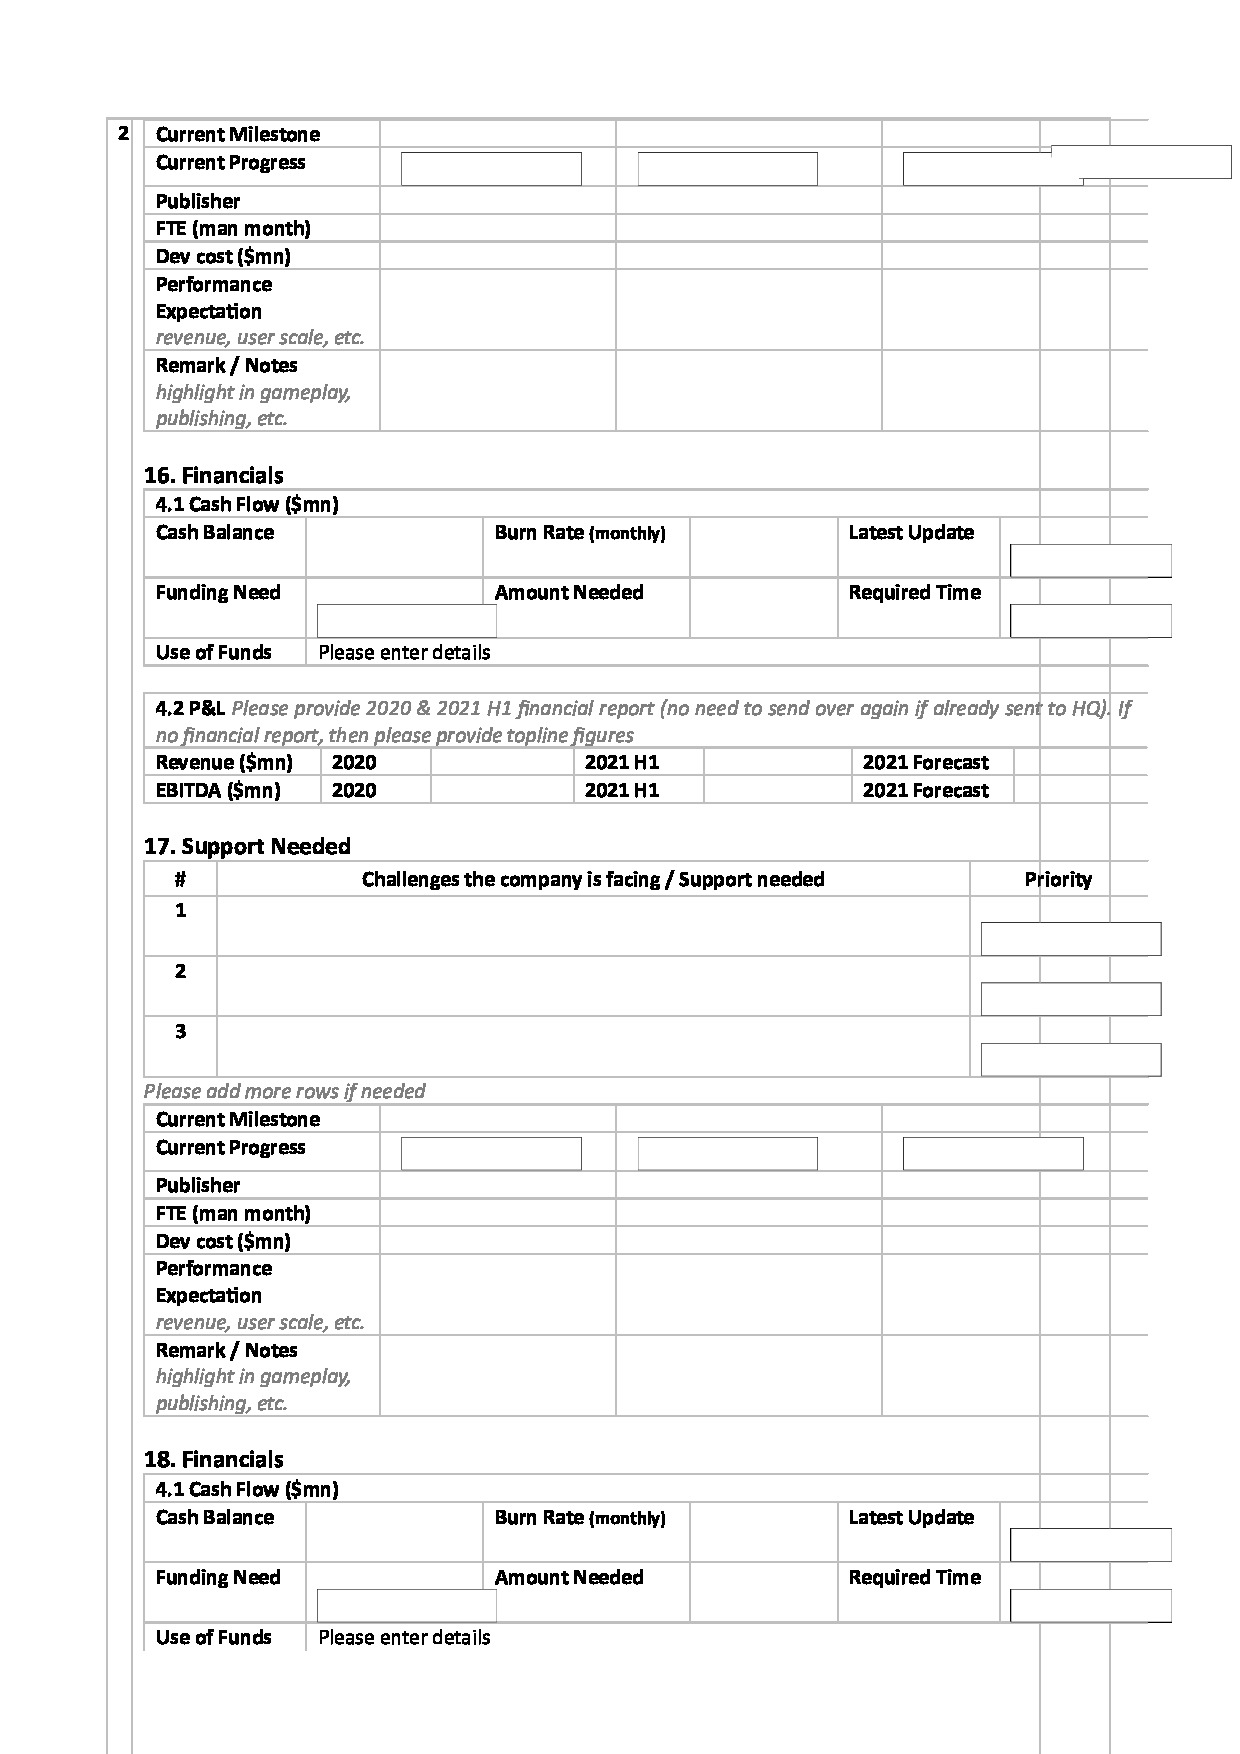 2 Current Milestone
Current Progress
Publisher
FTE (man month)
Dev cost ($mn)
Performance
Expectation
revenue, user scale, etc.
Remark / Notes
highlight in gameplay,
publishing, etc.
16. Financials
4.1 Cash Flow ($mn)
Cash Balance Burn Rate (monthly) Latest Update
Funding Need Amount Needed Required Time
Use of Funds Please enter details
4.2 P&L Please provide 2020 & 2021 H1 financial report (no need to send over again if already sent to HQ). If
no financial report, then please provide topline figures
Revenue ($mn) 2020 2021 H1 2021 Forecast
EBITDA ($mn) 2020 2021 H1 2021 Forecast
17. Support Needed
# Challenges the company is facing / Support needed Priority
1
2
3
Please add more rows if needed
Current Milestone
Current Progress
Publisher
FTE (man month)
Dev cost ($mn)
Performance
Expectation
revenue, user scale, etc.
Remark / Notes
highlight in gameplay,
publishing, etc.
18. Financials
4.1 Cash Flow ($mn)
Cash Balance Burn Rate (monthly) Latest Update
Funding Need Amount Needed Required Time
Use of Funds Please enter details